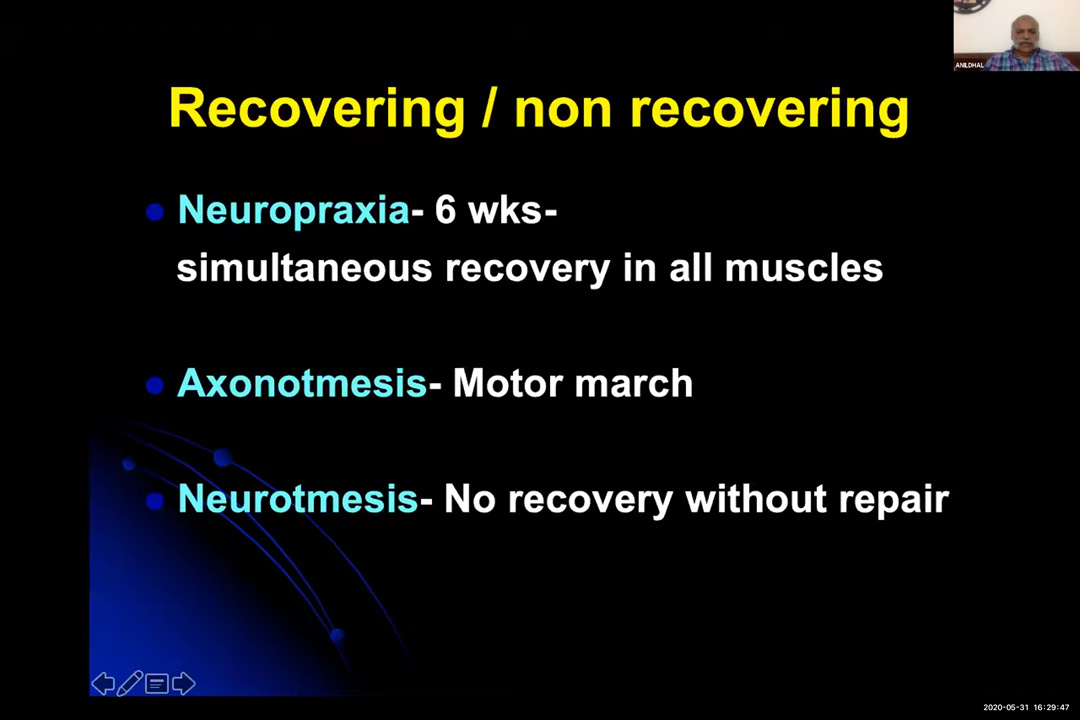 ANILDHAL
Recovering / non recovering
Neuropraxia- 6 wks-
simultaneous recovery in all muscles
Axonotmesis- Motor march
Neurotmesis- No recovery without repair
2020-05-31 16:29:47